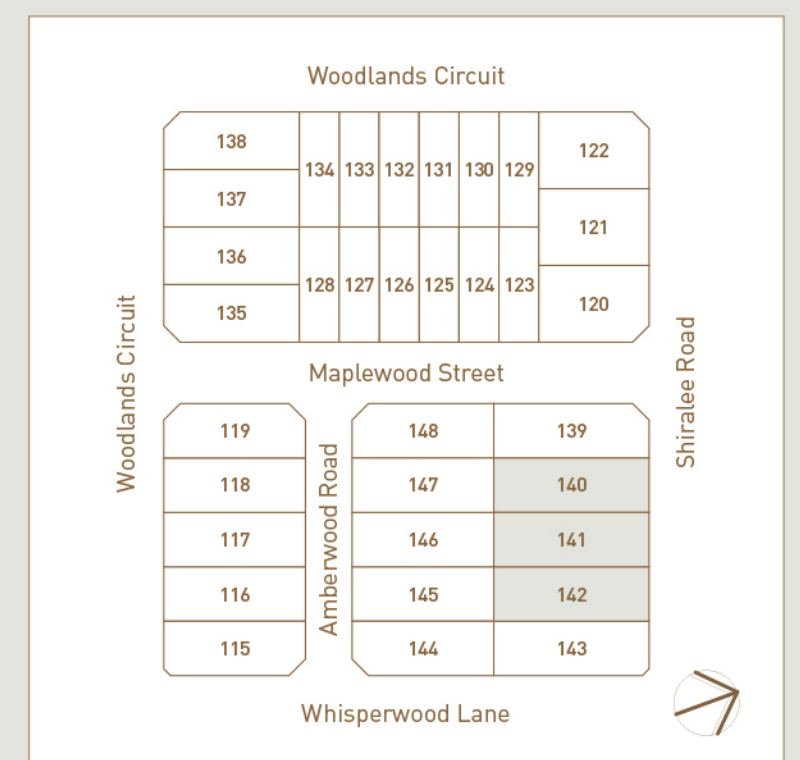 Woodlands Circuit
138
137
136
135
134 133 132 131 130 129
128 127 126 125 124 123
122
121
120
Woodlands Circuit
Maplewood Street
Shiralee Road
119
118
117
116
115
Amberwood Road
148 139
147 140
146 141
145 142
144 143
Whisperwood Lane